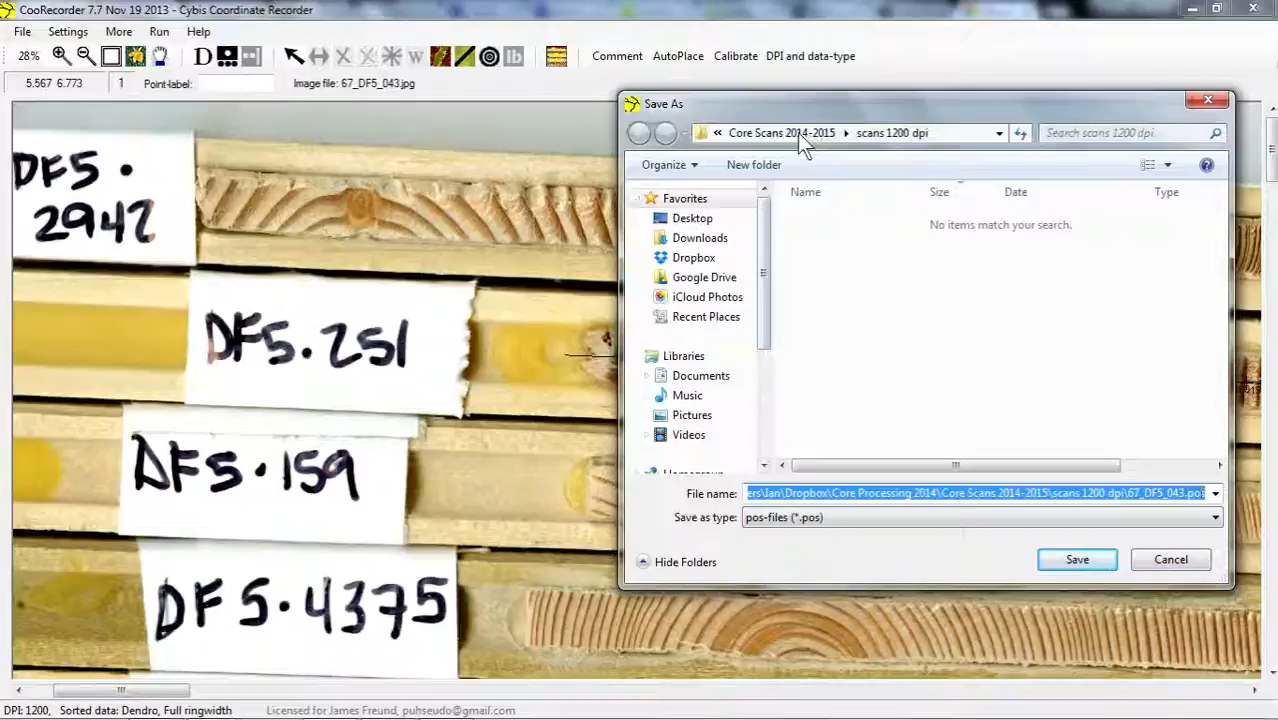 CooRecorder 7.7 Nov 19 2013 - Cybis Coordinate Recorder
File Settings More Run Help
28% D W lb Comment AutoPlace Calibrate DPI and data-type
5.567 6.773 1 Point-label: Image file: 67_DF5_043.jpg
Save As
« Core Scans 2014-2015 scans 1200 dpi Search scans 1200 dpi
Organize New folder
Name Size Date Type
No items match your search.
Favorites
Desktop
Downloads
Dropbox
Google Drive
iCloud Photos
Recent Places
Libraries
Documents
Music
Pictures
Videos
File name: ers\Ian\Dropbox\Core Processing 2014\Core Scans 2014-2015\scans 1200 dpi\67_DF5_043.pos
Save as type: pos-files (*.pos)
Hide Folders Save Cancel
DF5.
2942
DF5.251
DF5.159
DF5.4375
DPI: 1200, Sorted data: Dendro, Full ringwidth Licensed for James Freund, puhseudo@gmail.com